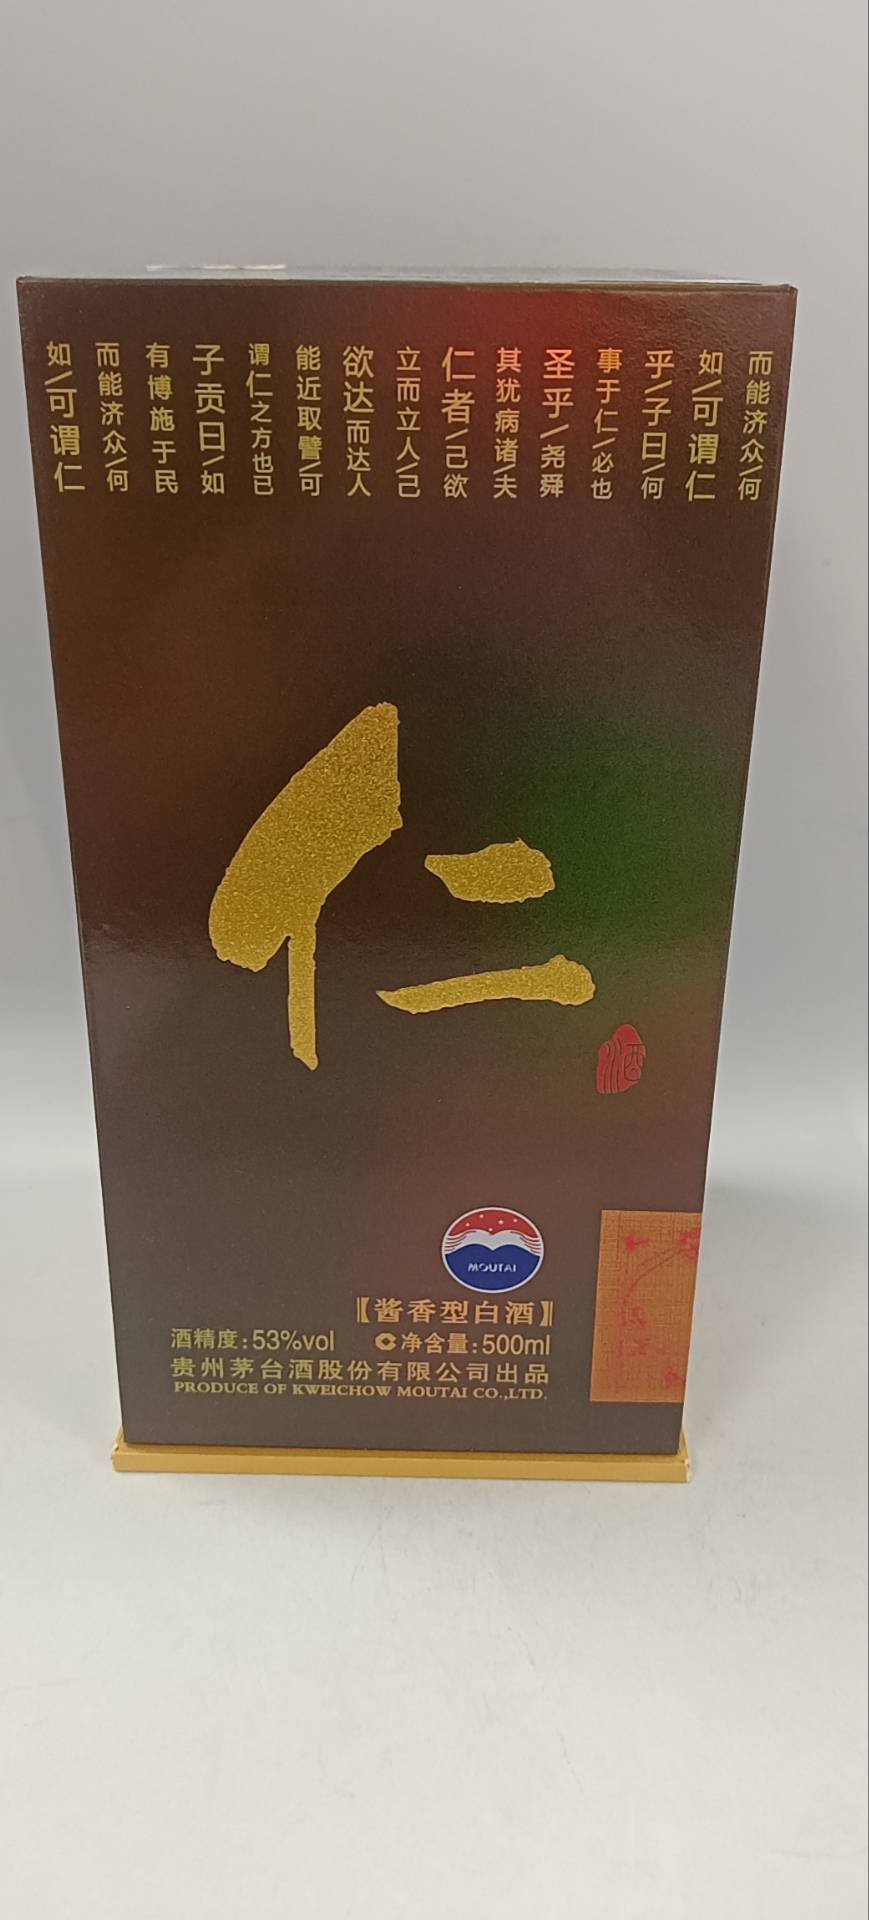 而能济众/何
如/可谓仁
乎/子曰/何
事于仁/必也
圣乎/尧舜
其犹病诸/夫
仁者/己欲
立而立人/己
欲达而达人
能近取譬/可
谓仁之方也已
子贡曰/如
有博施于民
而能济众/何
如/可谓仁
仁
酒
MOUTAI
【酱香型白酒】
酒精度:53%vol 净含量:500ml
贵州茅台酒股份有限公司出品
PRODUCE OF KWEICHOW MOUTAI CO.,LTD.